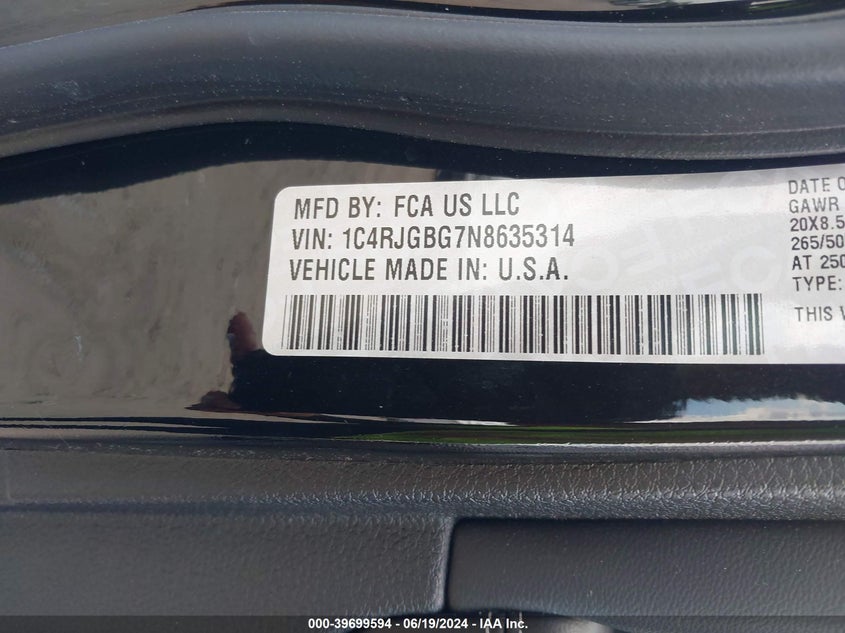 MFD BY: FCA US LLC
VIN: 1C4RJGBG7N8635314
VEHICLE MADE IN: U.S.A.
DATE O
GAWR
20X8.5
265/50
AT 250
TYPE:
THIS V
000-39699594 - 06/19/2024 - IAA Inc.